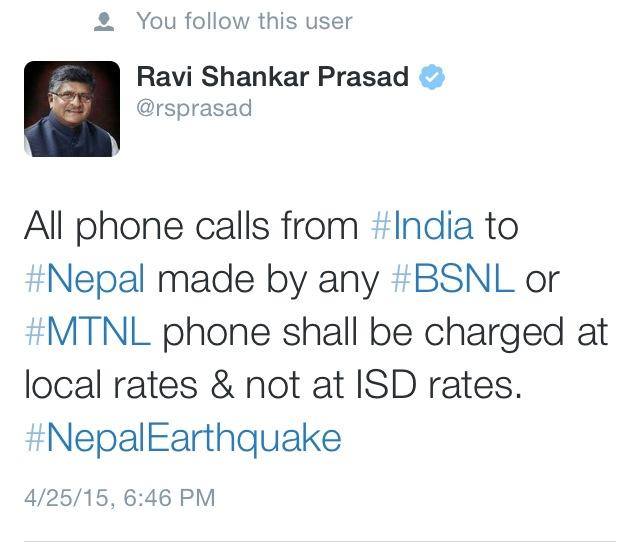 You follow this user
Ravi Shankar Prasad
@rsprasad
All phone calls from #India to
#Nepal made by any #BSNL or
#MTNL phone shall be charged at
local rates & not at ISD rates.
#NepalEarthquake
4/25/15, 6:46 PM